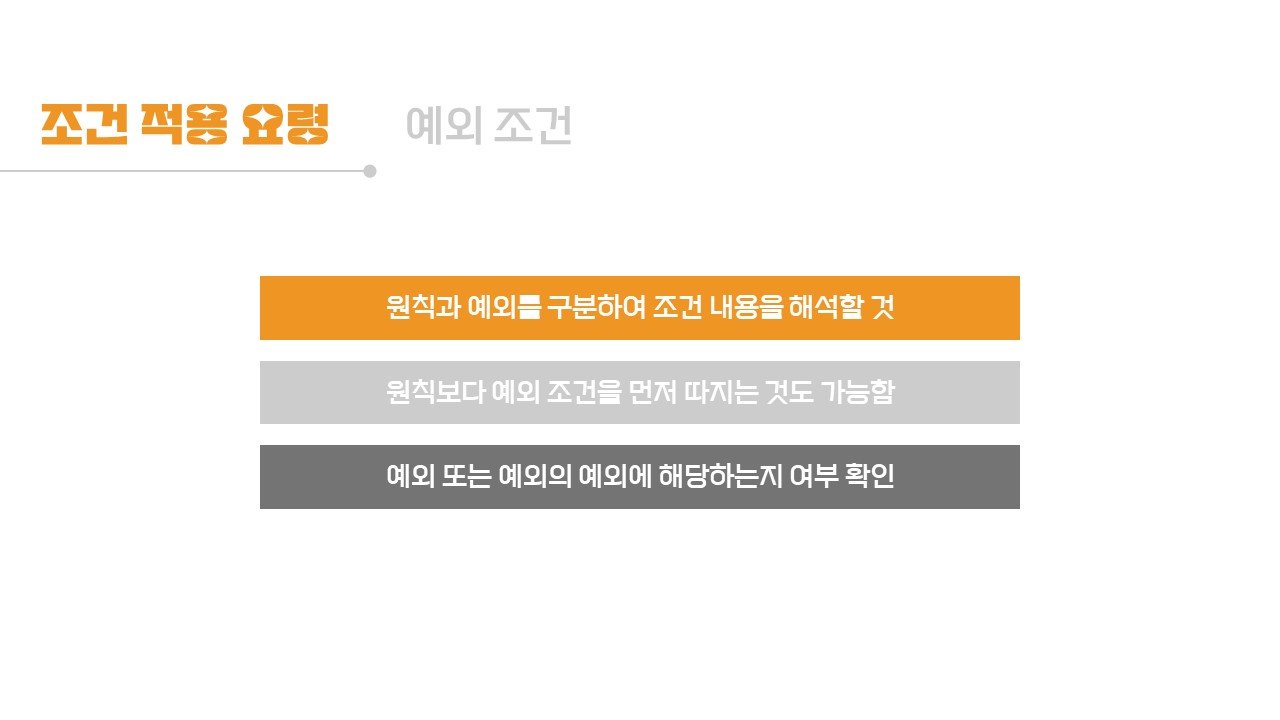 조건 적용 요령
예외 조건
원칙과 예외를 구분하여 조건 내용을 해석할 것
원칙보다 예외 조건을 먼저 따지는 것도 가능함
예외 또는 예외의 예외에 해당하는지 여부 확인